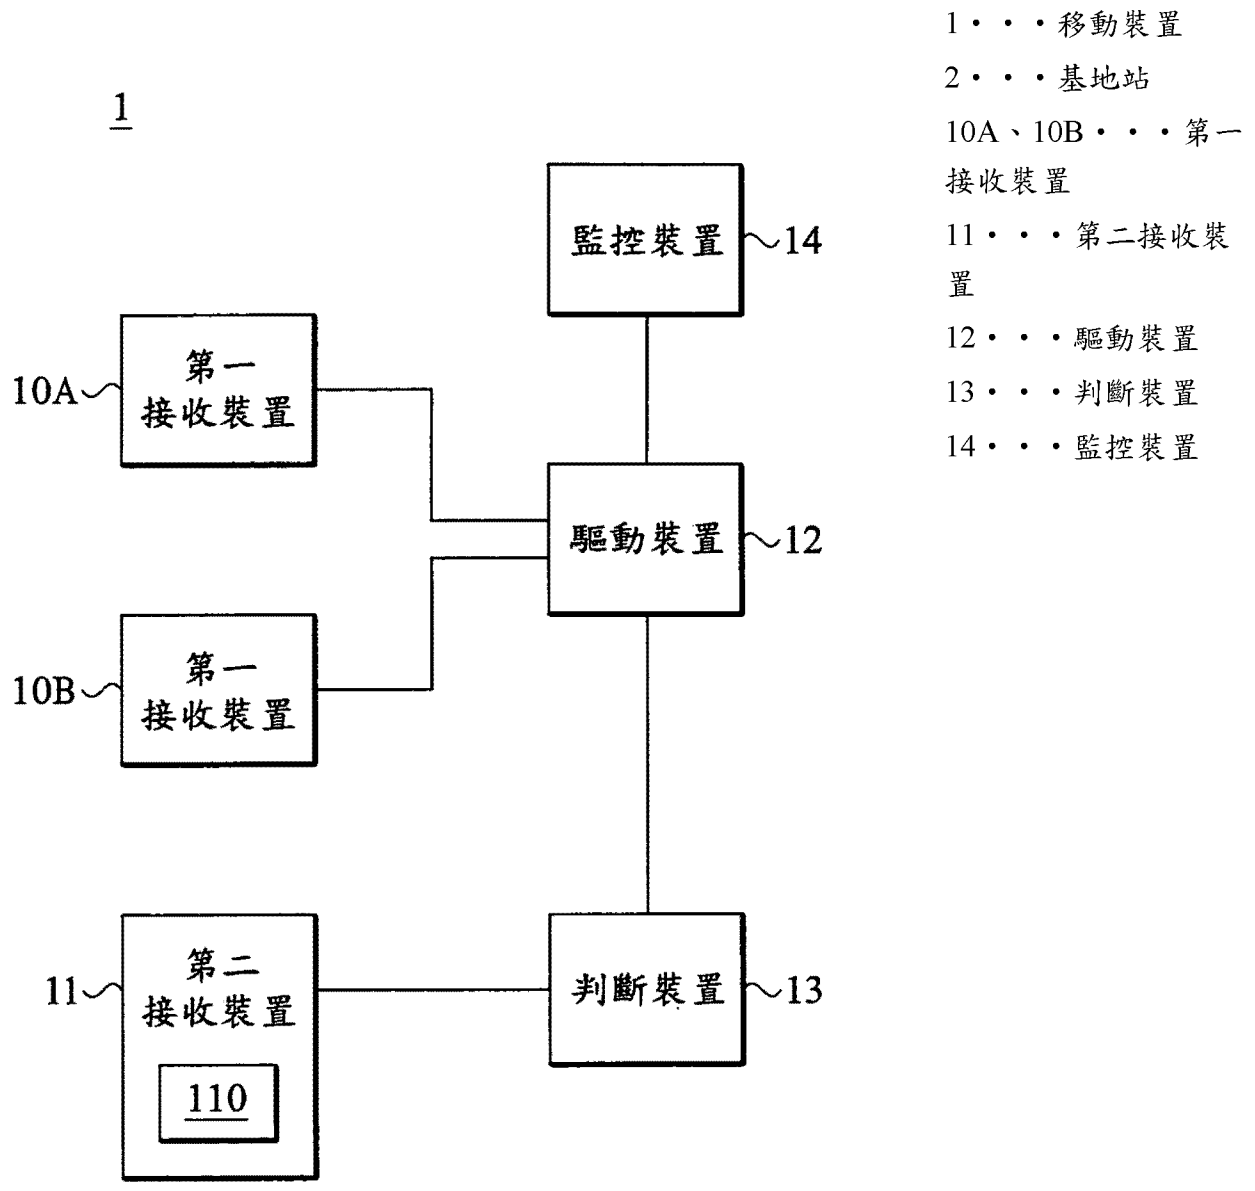 1
監控裝置
14
第一
接收裝置
10A
驅動裝置
12
第一
接收裝置
10B
第二
接收裝置
11
110
判斷裝置
13
1・・・移動裝置
2・・・基地站
10A、10B・・・第一
接收裝置
11・・・第二接收裝
置
12・・・驅動裝置
13・・・判斷裝置
14・・・監控裝置